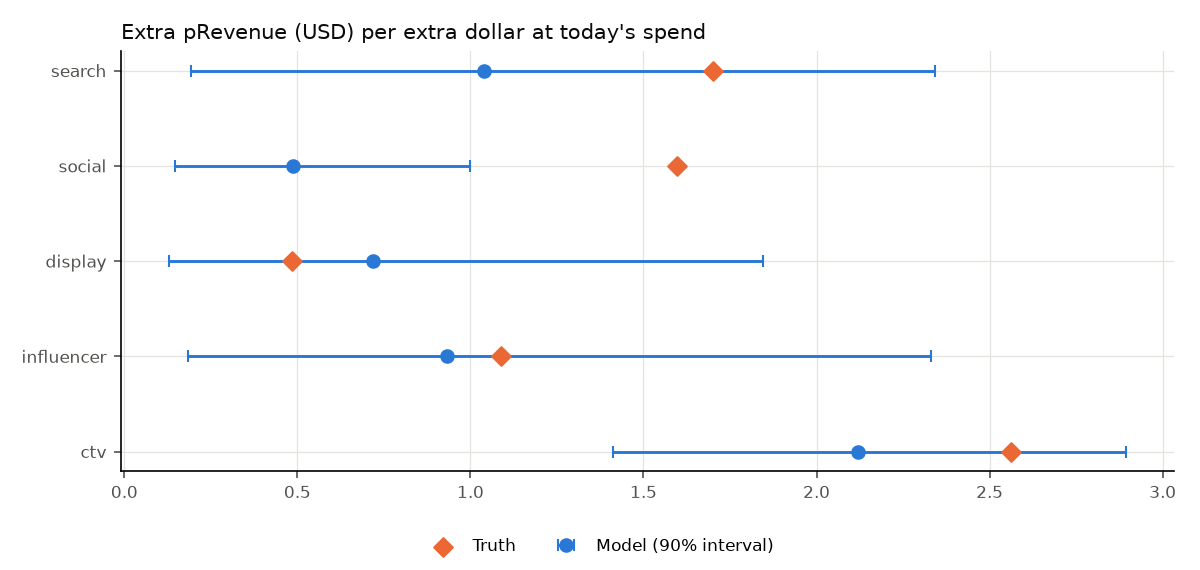 Extra pRevenue (USD) per extra dollar at today's spend
search
social
display
influencer
ctv
0.0 0.5 1.0 1.5 2.0 2.5 3.0
Truth Model (90% interval)